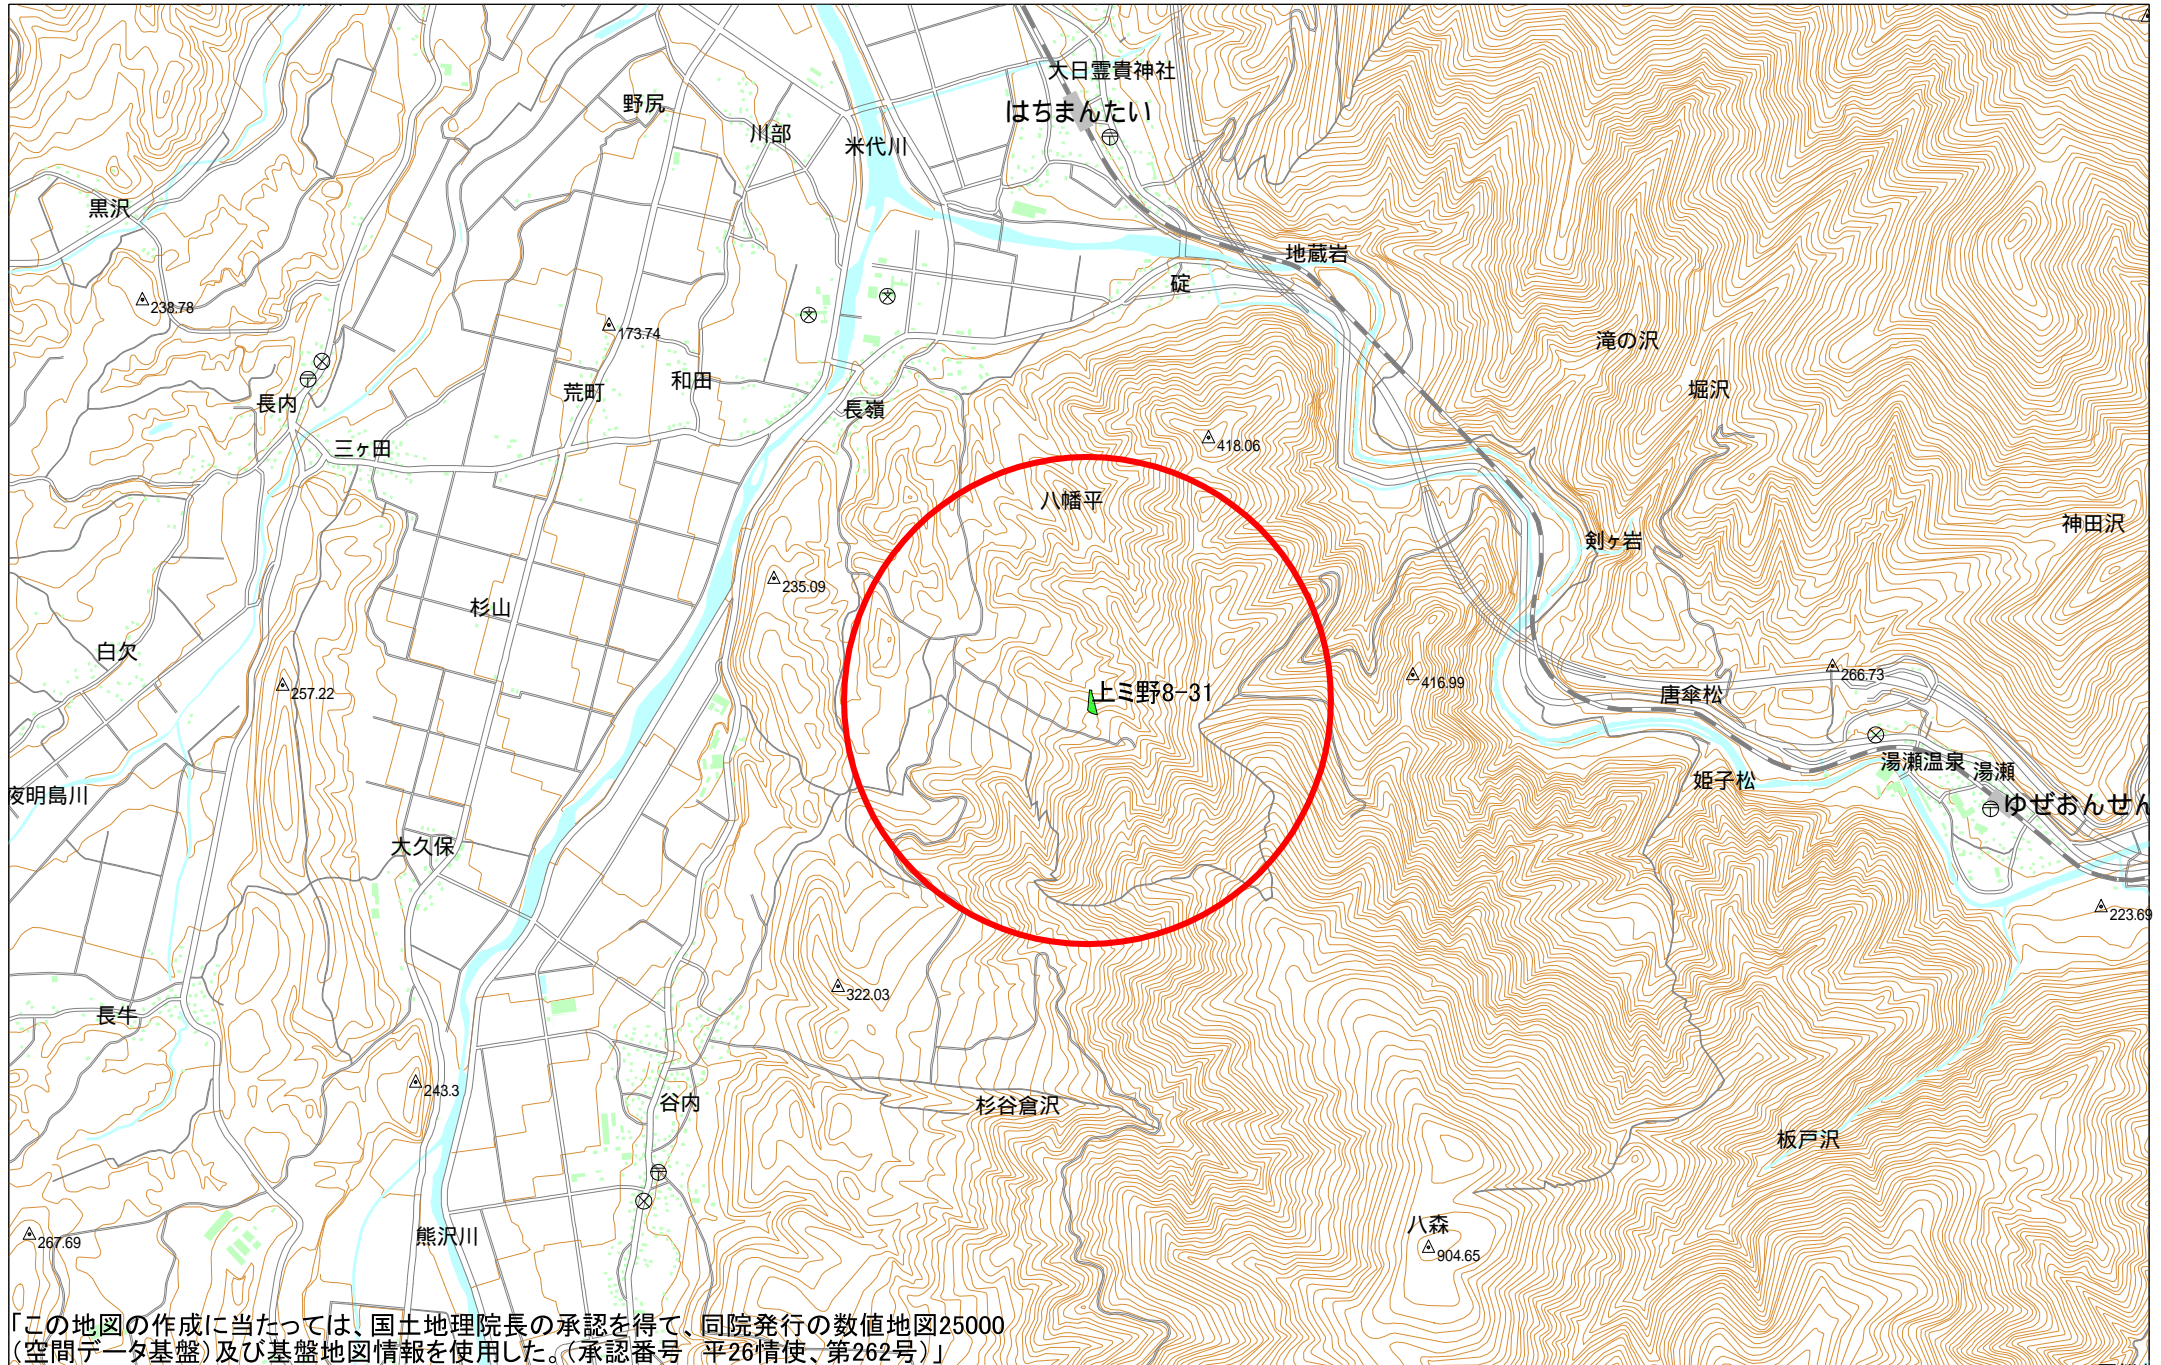 大日霊貴神社
野尻
はちまんたい
川部
米代川
黒沢
地蔵岩
碇
238.78
173.74
滝の沢
荒町
和田
堀沢
長内
長嶺
三ヶ田
418.06
八幡平
神田沢
剣ヶ岩
235.09
杉山
白欠
266.73
416.99
257.22
上ミ野8-31
唐傘松
湯瀬温泉
湯瀬
姫子松
夜明島川
ゆぜおんせん
大久保
223.69
322.03
長牛
243.3
谷内
杉谷倉沢
板戸沢
八森
熊沢川
267.69
904.65
「この地図の作成に当たっては、国土地理院長の承認を得て、同院発行の数値地図25000
（空間データ基盤）及び基盤地図情報を使用した。（承認番号　平26情使、第262号）」